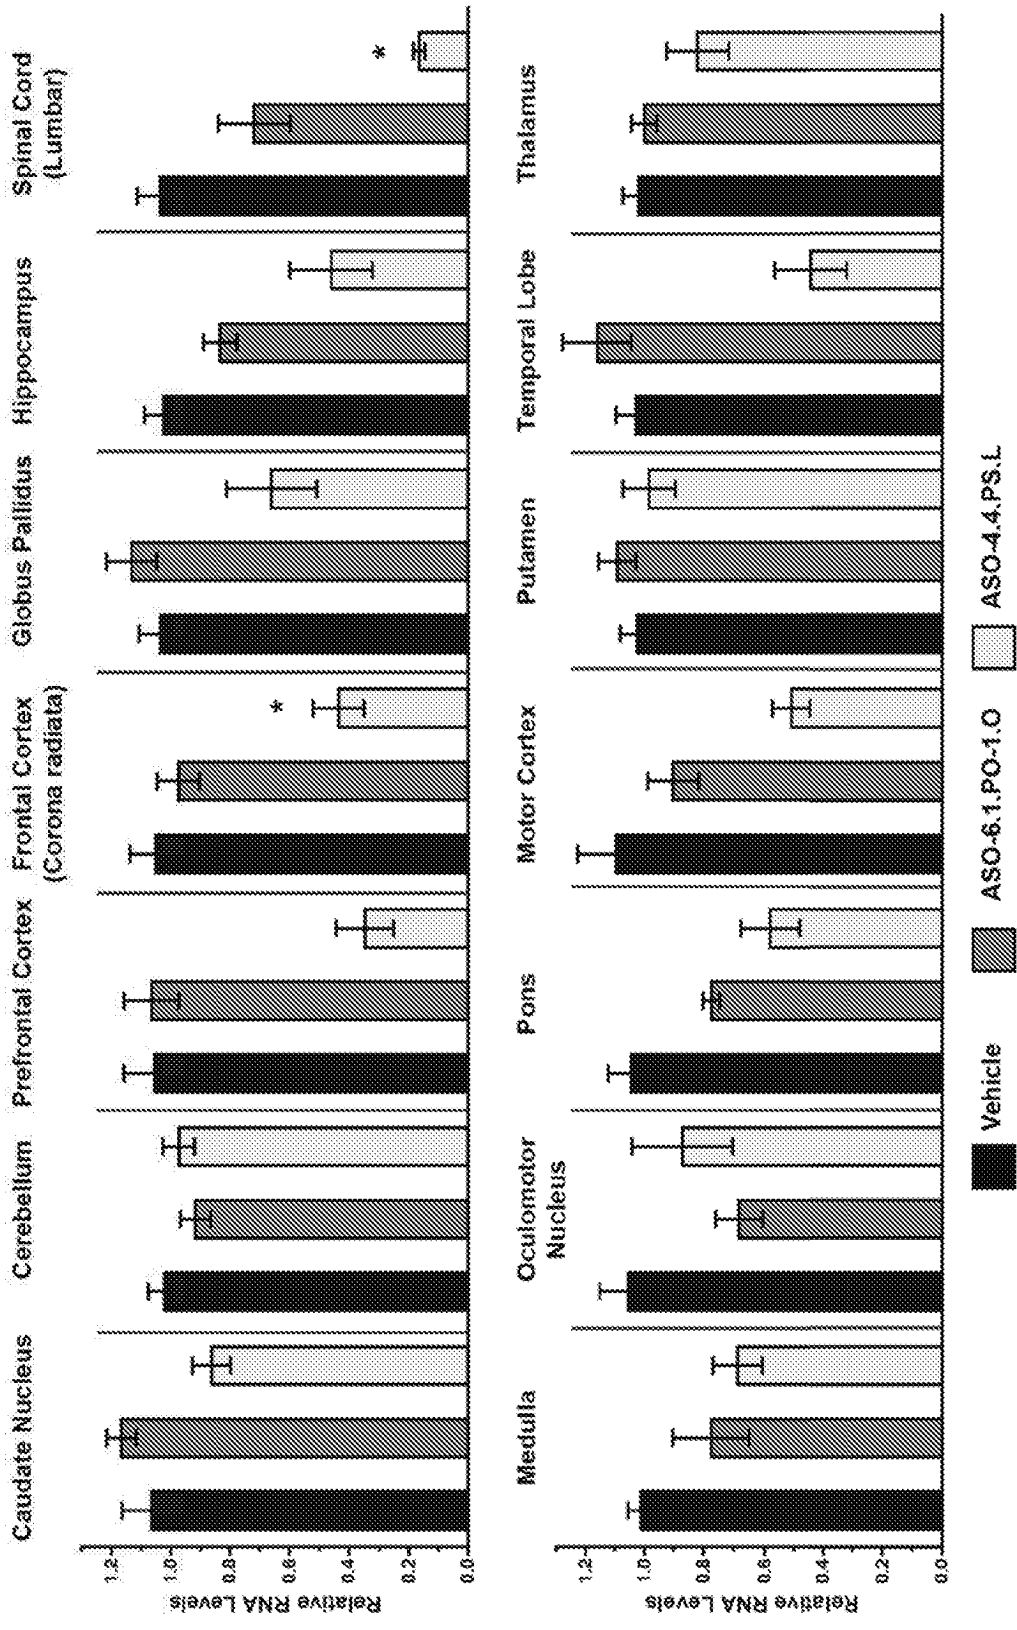 Caudate Nucleus
Cerebellum
Prefrontal Cortex
Frontal Cortex
(Corona radiata)
Globus Pallidus
Hippocampus
Spinal Cord
(Lumbar)
Relative RNA Levels
1.2
1.0
0.8
0.6
0.4
0.2
0.0
*
*
Medulla
Oculomotor
Nucleus
Pons
Motor Cortex
Putamen
Temporal Lobe
Thalamus
Relative RNA Levels
1.2
1.0
0.8
0.6
0.4
0.2
0.0
Vehicle
ASO-6.1.PO-1.O
ASO-4.4.PS.L